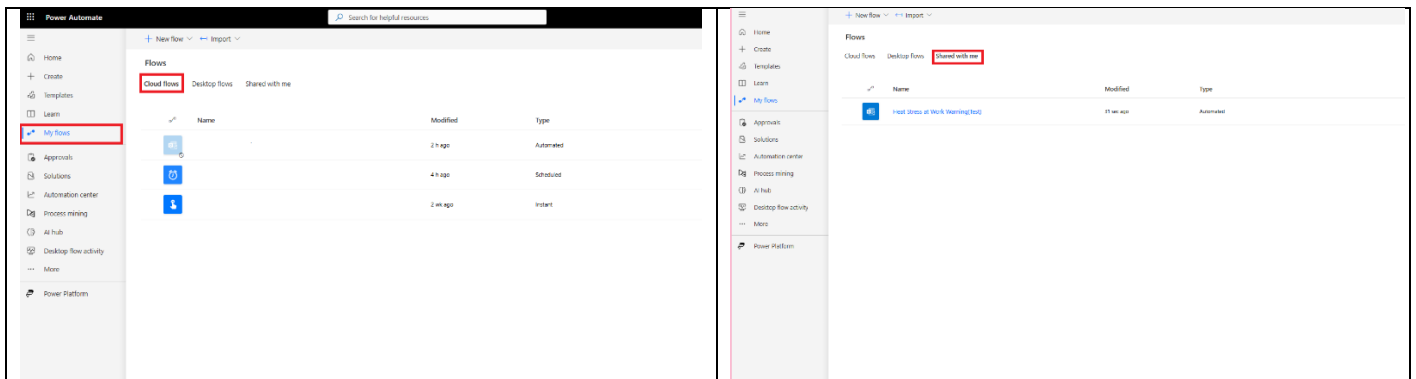 Power Automate
Search for helpful resources
New flow
Import
Home
Create
Templates
Learn
My flows
Approvals
Solutions
Automation center
Process mining
AI hub
Desktop flow activity
More
Power Platform
Flows
Cloud flows Desktop flows Shared with me
Name Modified Type
2 h ago Automated
4 h ago Scheduled
2 wk ago Instant
New flow
Import
Home
Create
Templates
Learn
My flows
Approvals
Solutions
Automation center
Process mining
AI hub
Desktop flow activity
More
Power Platform
Flows
Cloud flows Desktop flows Shared with me
Name Modified Type
Heat Stress at Work Warning(Test) sec ago Automated